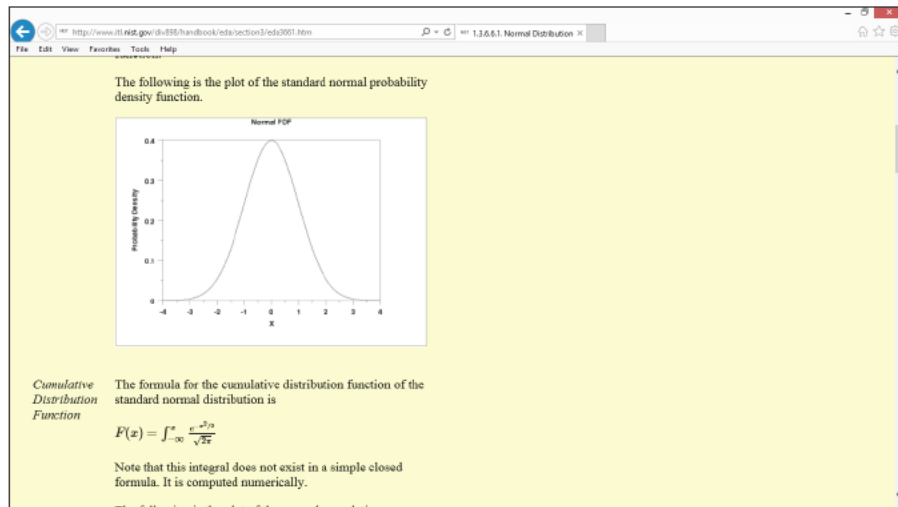 http://www.itl.nist.gov/div898/handbook/eda/section3/eda3661.htm
1.3.6.6.1. Normal Distribution
File Edit View Favorites Tools Help
The following is the plot of the standard normal probability
density function.
Normal PDF
0.4
0.3
0.2
0.1
0
Probability Density
-4 -3 -2 -1 0 1 2 3 4
X
Cumulative
Distribution
Function
The formula for the cumulative distribution function of the
standard normal distribution is
F(x) = ∫_{-∞}^{x} e^{-x²/2} / √2π
Note that this integral does not exist in a simple closed
formula. It is computed numerically.